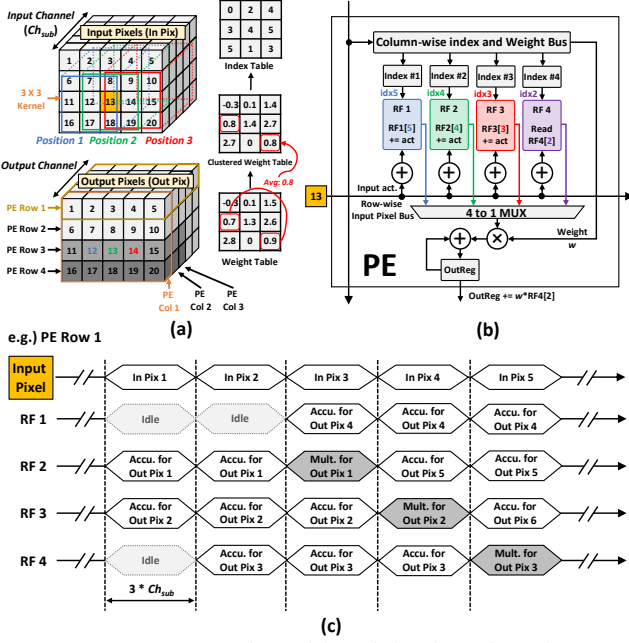 Input Channel
(Ch_sub)
Input Pixels (In Pix)
1 2 3 4 5
6 7 8 9 10
11 12 13 14 15
16 17 18 19 20
3 X 3
Kernel
Position 1 Position 2 Position 3
Output Channel
Output Pixels (Out Pix)
PE Row 1
PE Row 2
PE Row 3
PE Row 4
1 2 3 4 5
6 7 8 9 10
11 12 13 14 15
16 17 18 19 20
PE
Col 1
PE
Col 2
PE
Col 3
(a)
0 2 4
3 4 5
5 1 3
Index Table
-0.3 0.1 1.4
0.8 1.4 2.7
2.7 0 0.8
Clustered Weight Table
Avg: 0.8
-0.3 0.1 1.5
0.7 1.3 2.6
2.8 0 0.9
Weight Table
Column-wise index and Weight Bus
Index #1 Index #2 Index #3 Index #4
idx5 idx4 idx3 idx2
RF 1
RF1[5]
+= act
RF 2
RF2[4]
+= act
RF 3
RF3[3]
+= act
RF 4
Read
RF4[2]
13
Input act.
Row-wise
Input Pixel Bus
4 to 1 MUX
Weight
w
PE
OutReg
OutReg += w*RF4[2]
(b)
e.g.) PE Row 1
Input
Pixel
In Pix 1 In Pix 2 In Pix 3 In Pix 4 In Pix 5
RF 1
Idle
Idle
Accu. for
Out Pix 4
Accu. for
Out Pix 4
Accu. for
Out Pix 4
RF 2
Accu. for
Out Pix 1
Accu. for
Out Pix 1
Mult. for
Out Pix 1
Accu. for
Out Pix 5
Accu. for
Out Pix 5
RF 3
Accu. for
Out Pix 2
Accu. for
Out Pix 2
Accu. for
Out Pix 2
Mult. for
Out Pix 2
Accu. for
Out Pix 6
RF 4
Idle
Accu. for
Out Pix 3
Accu. for
Out Pix 3
Accu. for
Out Pix 3
Mult. for
Out Pix 3
3 * Ch_sub
(c)